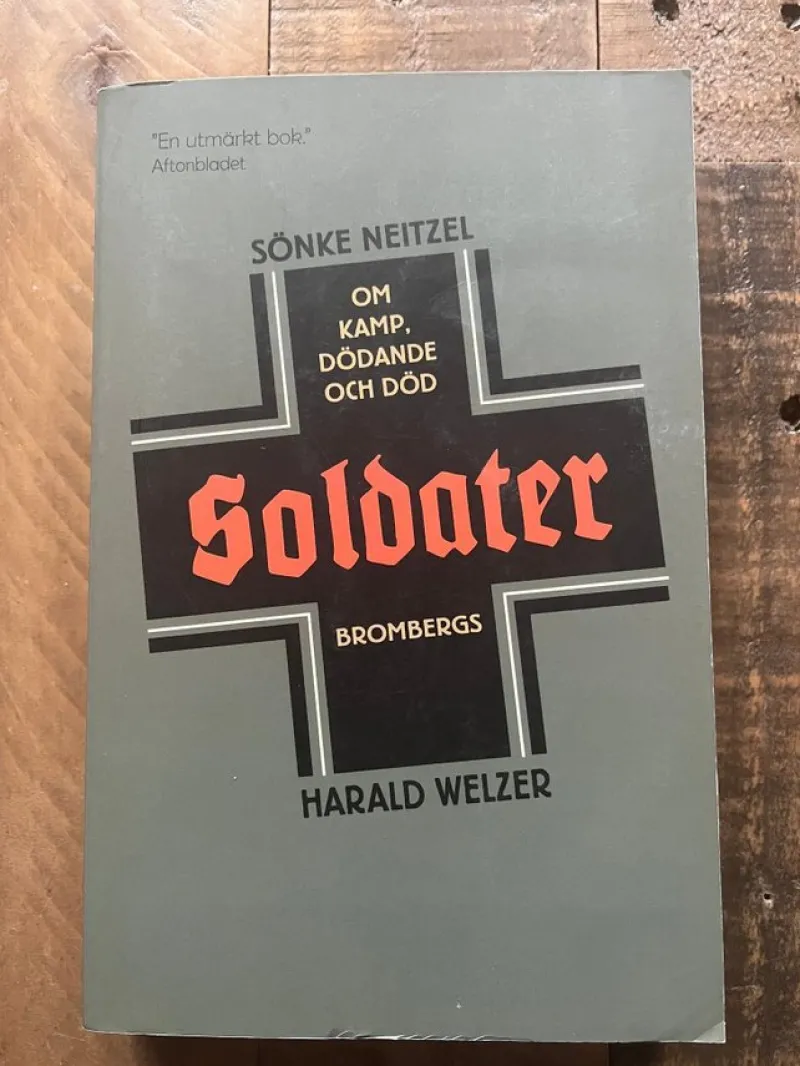 "En utmärkt bok."
Aftonbladet
SÖNKE NEITZEL
OM
KAMP,
DÖDANDE
OCH DÖD
Soldater
BROMBERGS
HARALD WELZER